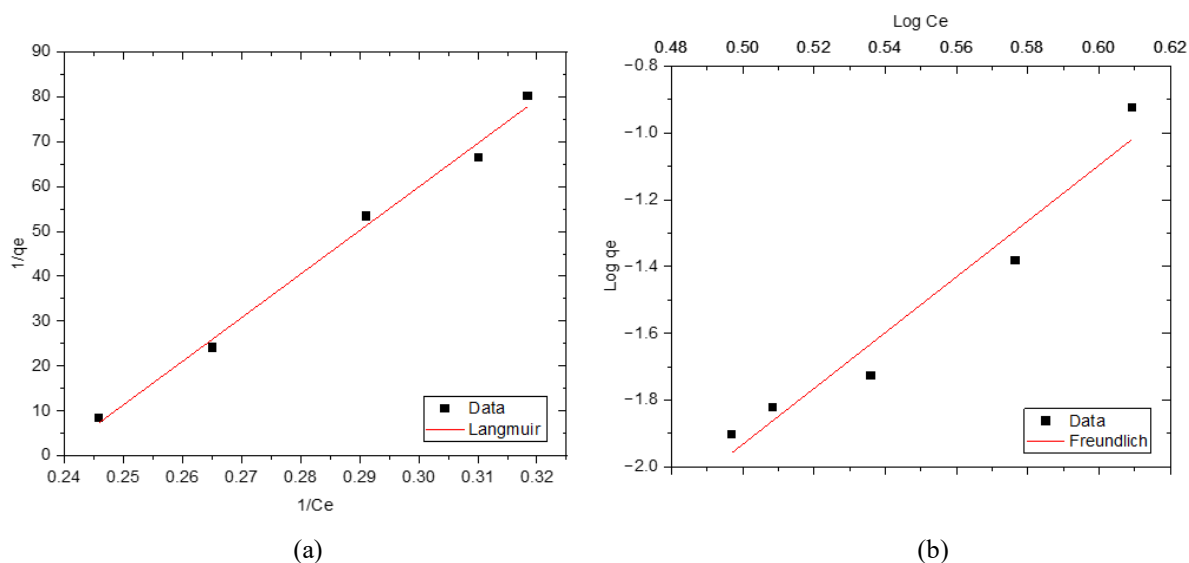 90
80
70
60
50
40
30
20
10
0
1/qe
0.24 0.25 0.26 0.27 0.28 0.29 0.30 0.31 0.32
1/Ce
Data
Langmuir
(a)
Log Ce
0.48 0.50 0.52 0.54 0.56 0.58 0.60 0.62
−0.8
−1.0
−1.2
−1.4
−1.6
−1.8
−2.0
Log qe
Data
Freundlich
(b)